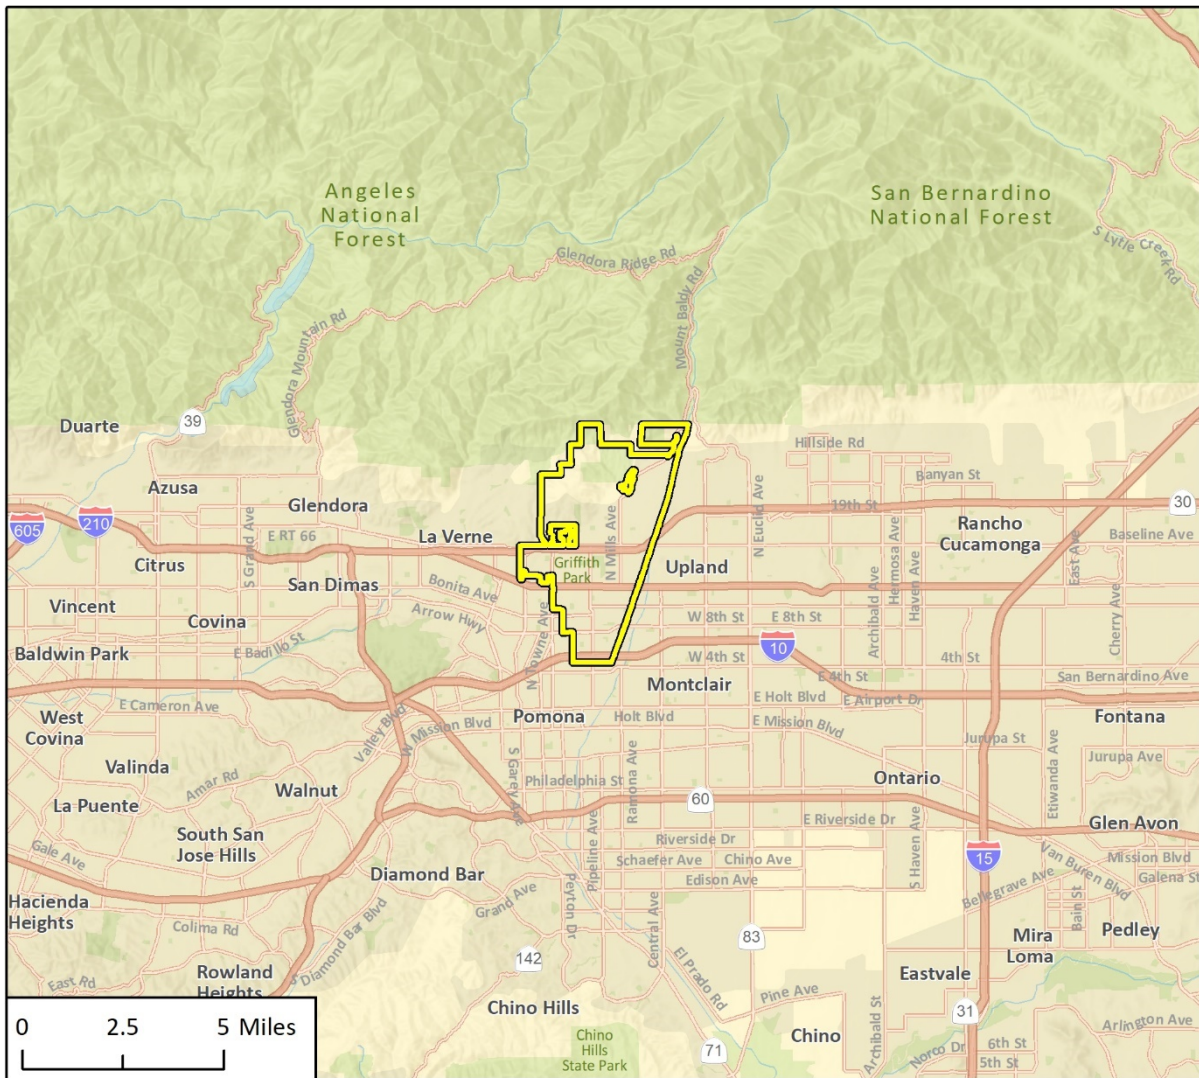 Angeles
National
Forest
San Bernardino
National Forest
S Lytle Creek Rd
Glendora Ridge Rd
Mount Baldy Rd
Glendora Mountain Rd
Duarte
39
Hillside Rd
Banyan St
Azusa
Glendora
19th St
30
605
210
E RT 66
La Verne
N Mills Ave
N Euclid Ave
Rancho
Cucamonga
Baseline Ave
S Grand Ave
Citrus
San Dimas
Bonita Ave
Griffith
Park
Upland
Hermosa Ave
Haven Ave
East Ave
Vincent
Covina
Arrow Hwy
W 8th St
E 8th St
Archibald Ave
Cherry Ave
Baldwin Park
E Badillo St
N Towne Ave
10
W 4th St
4th St
E 4th St
San Bernardino Ave
Montclair
E Cameron Ave
E Holt Blvd
E Airport Dr
West
Covina
Valley Blvd
W Mission Blvd
Pomona
Holt Blvd
E Mission Blvd
Fontana
Jurupa St
Etiwanda Ave
Jurupa Ave
Valinda
Amar Rd
S Garey Ave
Philadelphia St
Ramona Ave
Ontario
La Puente
Walnut
60
E Riverside Dr
Glen Avon
South San
Jose Hills
Riverside Dr
Gale Ave
Pipeline Ave
Schaefer Ave
Chino Ave
S Haven Ave
15
Van Buren Blvd
Mission Blvd
Galena St
Diamond Bar
Edison Ave
Bellegrave Ave
Bain St
Hacienda
Heights
Grand Ave
Peyton Dr
Central Ave
Colima Rd
S Diamond Bar Blvd
83
Mira
Loma
Pedley
142
El Prado Rd
Eastvale
East Rd
Rowland
Heights
Pine Ave
Chino Hills
31
Archibald St
Arlington Ave
0 2.5 5 Miles
Chino
Hills
State Park
Chino
71
Norco Dr
6th St
5th St